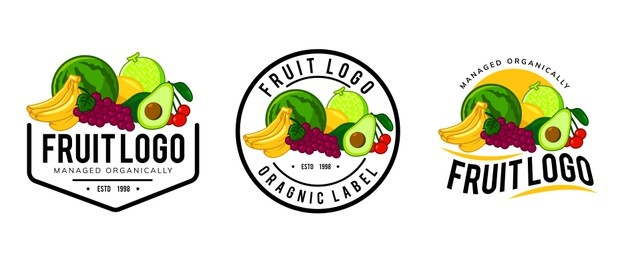 FRUIT LOGO
MANAGED ORGANICALLY
• ESTD 1998 •
FRUIT LOGO
• ESTD 1998 •
ORAGNIC LABEL
MANAGED ORGANICALLY
FRUIT LOGO